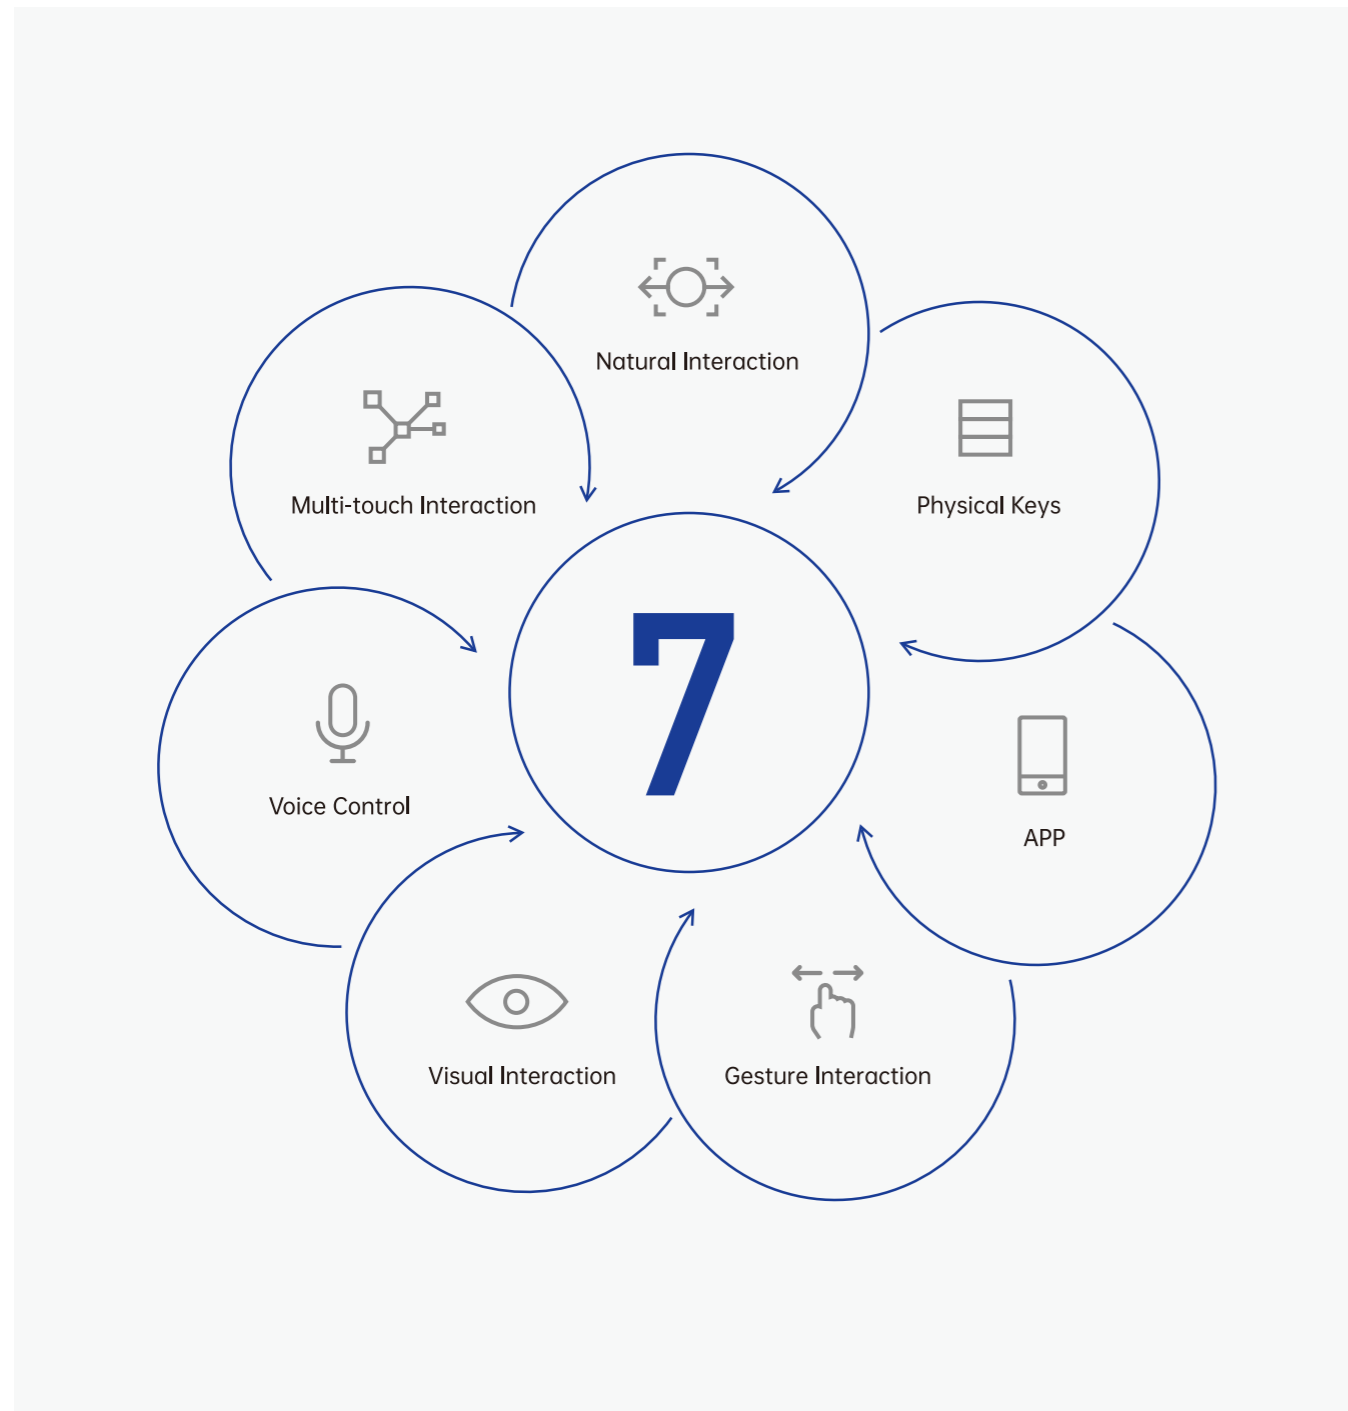 Natural Interaction
Multi-touch Interaction
Physical Keys
7
Voice Control
APP
Visual Interaction
Gesture Interaction